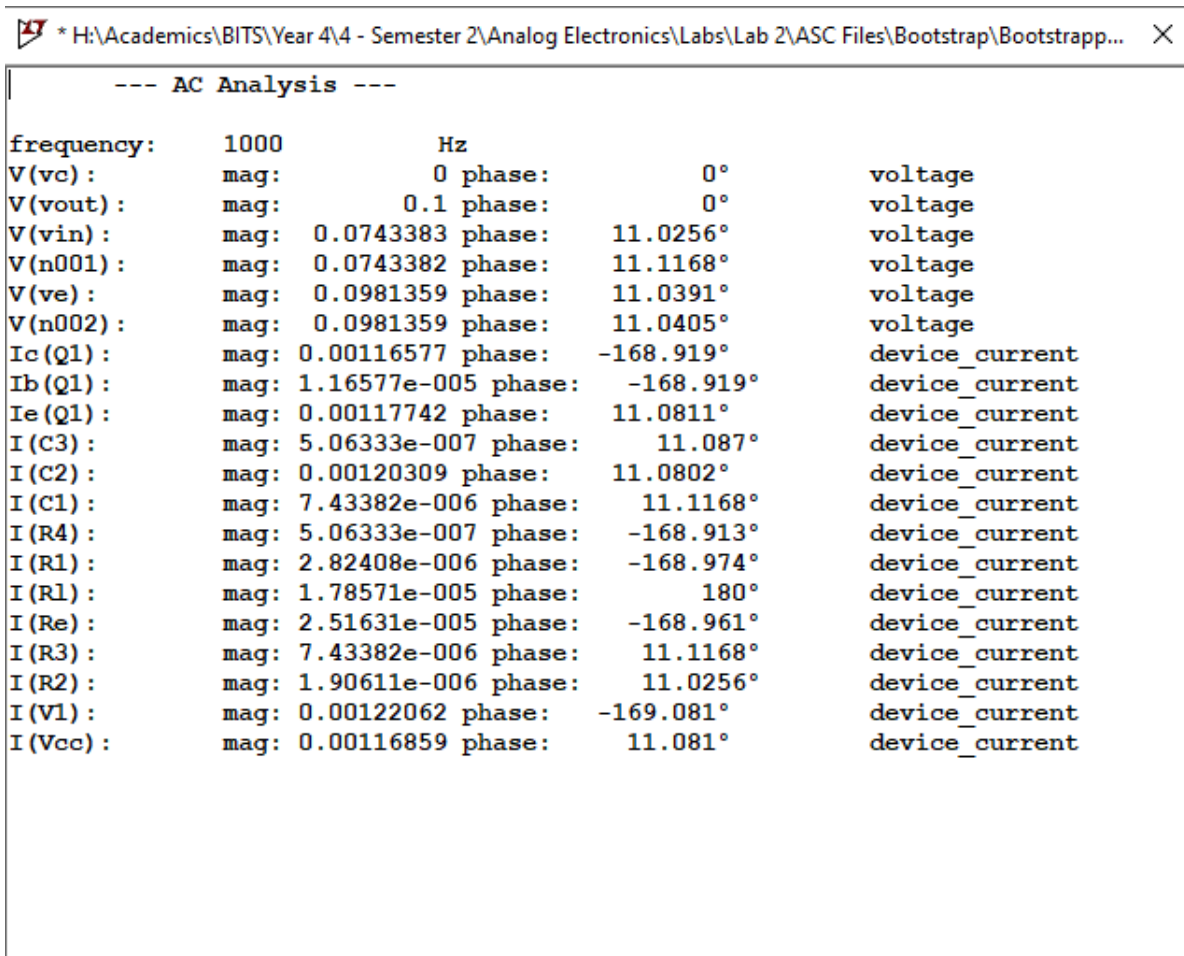 * H:\Academics\BITS\Year 4\4 - Semester 2\Analog Electronics\Labs\Lab 2\ASC Files\Bootstrap\Bootstrapp...
--- AC Analysis ---
frequency: 1000 Hz
V(vc): mag: 0 phase: 0° voltage
V(vout): mag: 0.1 phase: 0° voltage
V(vin): mag: 0.0743383 phase: 11.0256° voltage
V(n001): mag: 0.0743382 phase: 11.1168° voltage
V(ve): mag: 0.0981359 phase: 11.0391° voltage
V(n002): mag: 0.0981359 phase: 11.0405° voltage
Ic(Q1): mag: 0.00116577 phase: -168.919° device_current
Ib(Q1): mag: 1.16577e-005 phase: -168.919° device_current
Ie(Q1): mag: 0.00117742 phase: 11.0811° device_current
I(C3): mag: 5.06333e-007 phase: 11.087° device_current
I(C2): mag: 0.00120309 phase: 11.0802° device_current
I(C1): mag: 7.43382e-006 phase: 11.1168° device_current
I(R4): mag: 5.06333e-007 phase: -168.913° device_current
I(R1): mag: 2.82408e-006 phase: -168.974° device_current
I(Rl): mag: 1.78571e-005 phase: 180° device_current
I(Re): mag: 2.51631e-005 phase: -168.961° device_current
I(R3): mag: 7.43382e-006 phase: 11.1168° device_current
I(R2): mag: 1.90611e-006 phase: 11.0256° device_current
I(V1): mag: 0.00122062 phase: -169.081° device_current
I(Vcc): mag: 0.00116859 phase: 11.081° device_current